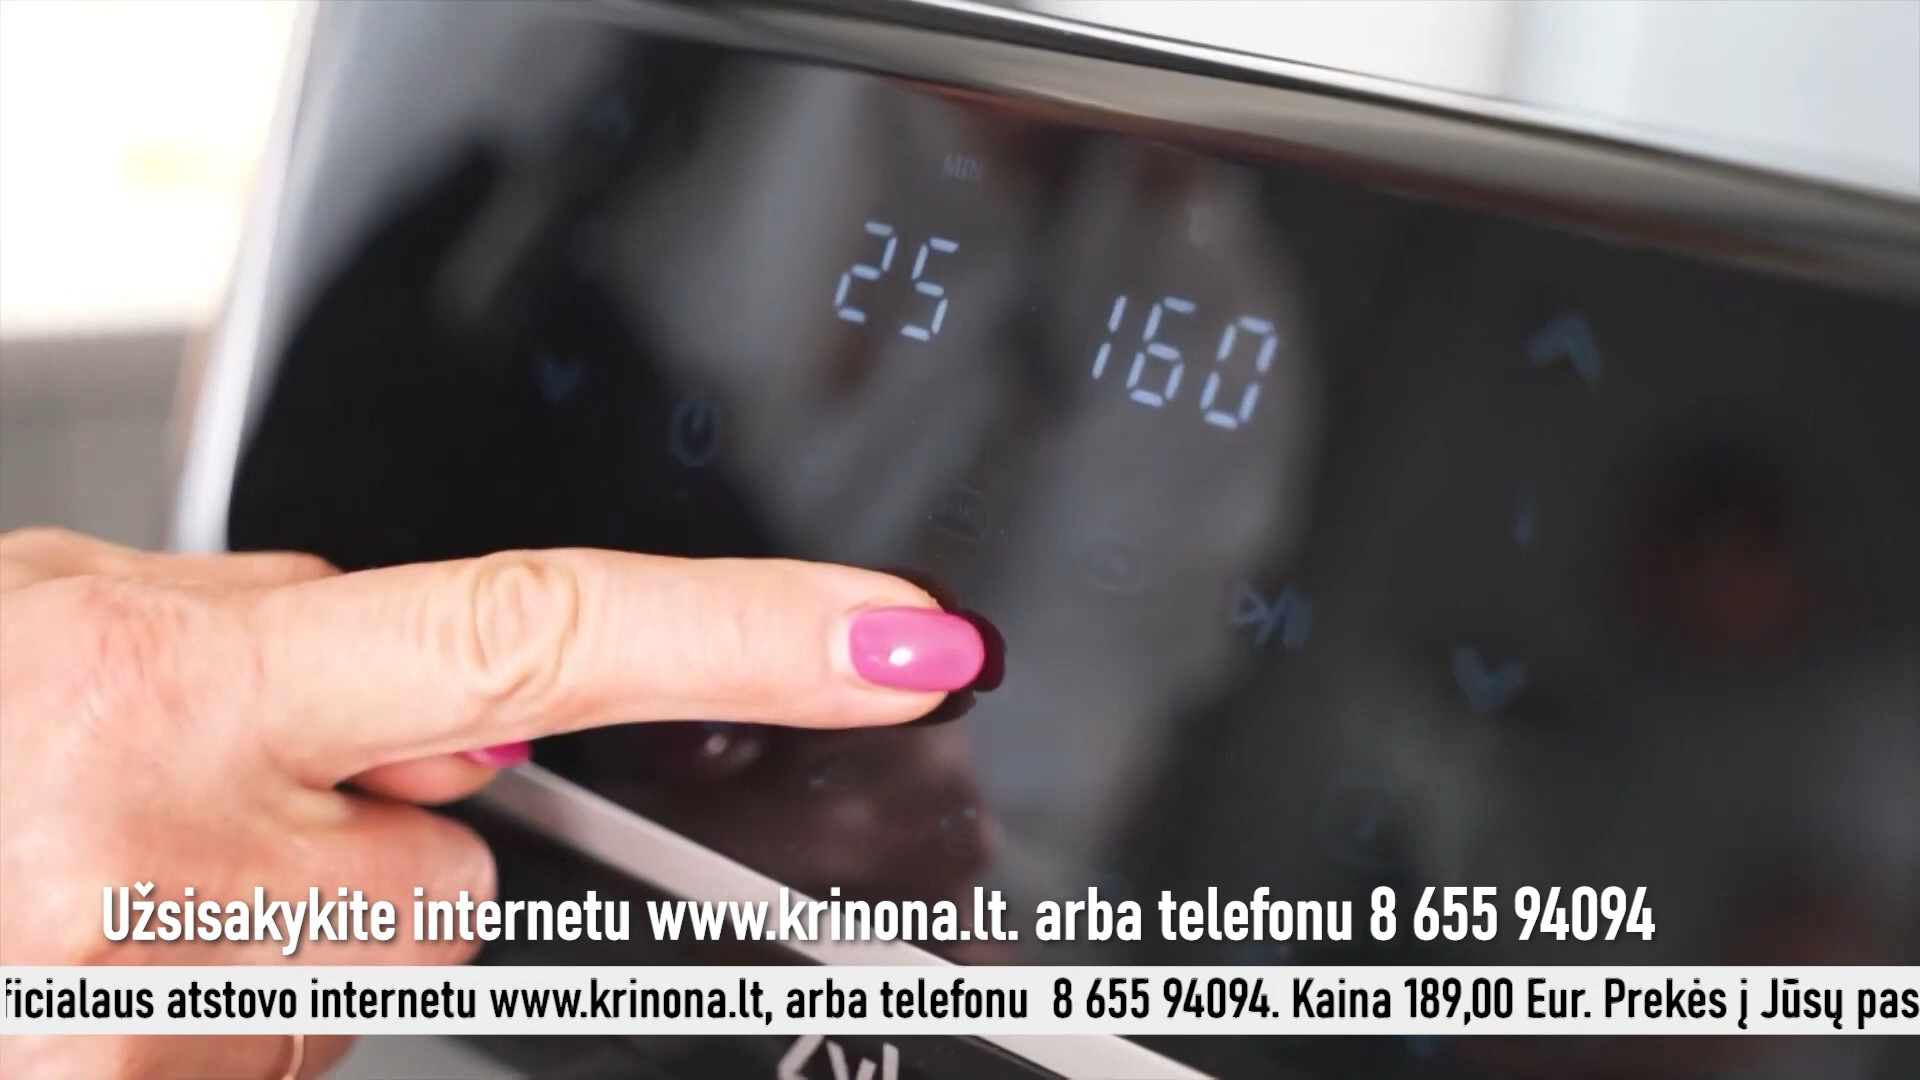 MIN
25 160
Užsisakykite internetu www.krinona.lt. arba telefonu 8 655 94094
ficialaus atstovo internetu www.krinona.lt, arba telefonu 8 655 94094. Kaina 189,00 Eur. Prekės į Jūsų pas